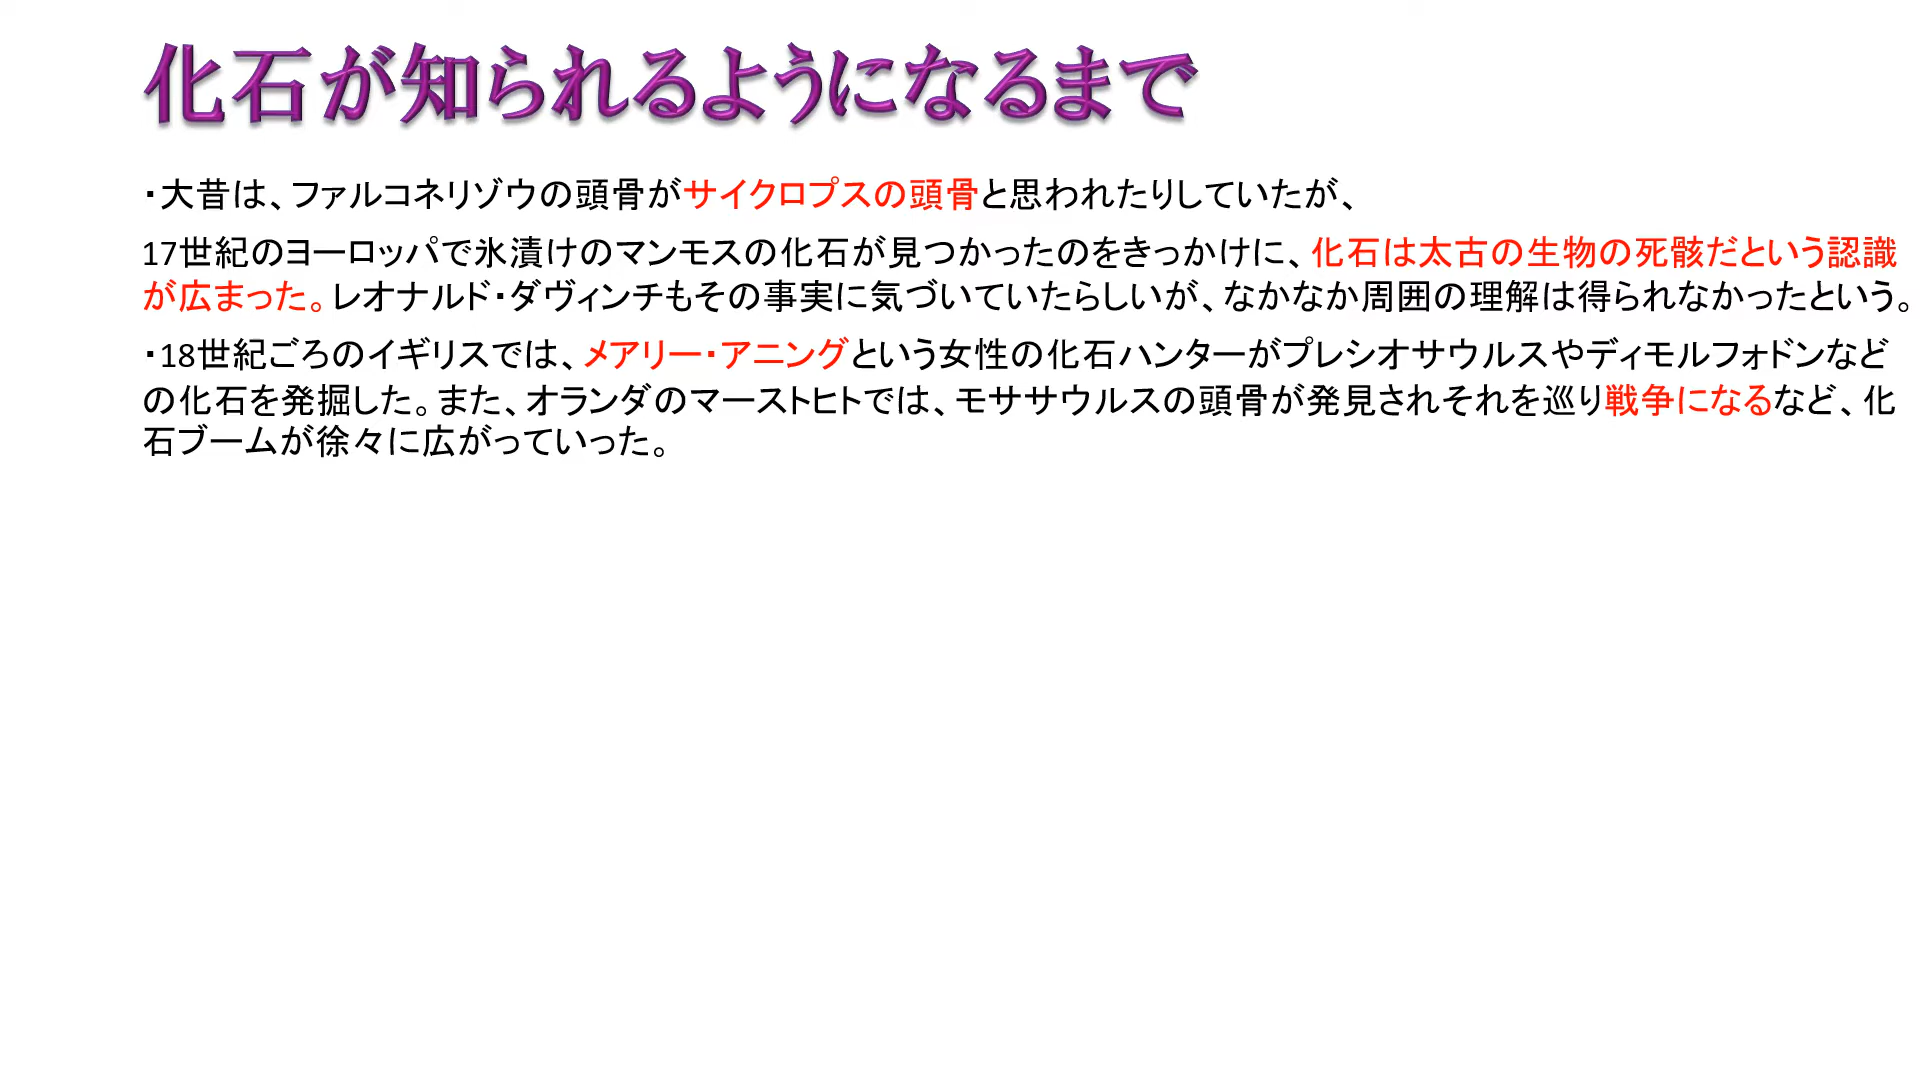 化石が知られるようになるまで
・大昔は、ファルコネリゾウの頭骨がサイクロプスの頭骨と思われたりしていたが、
17世紀のヨーロッパで氷漬けのマンモスの化石が見つかったのをきっかけに、化石は太古の生物の死骸だという認識
が広まった。レオナルド・ダヴィンチもその事実に気づいていたらしいが、なかなか周囲の理解は得られなかったという。
・18世紀ごろのイギリスでは、メアリー・アニングという女性の化石ハンターがプレシオサウルスやディモルフォドンなど
の化石を発掘した。また、オランダのマーストヒトでは、モササウルスの頭骨が発見されそれを巡り戦争になるなど、化
石ブームが徐々に広がっていった。